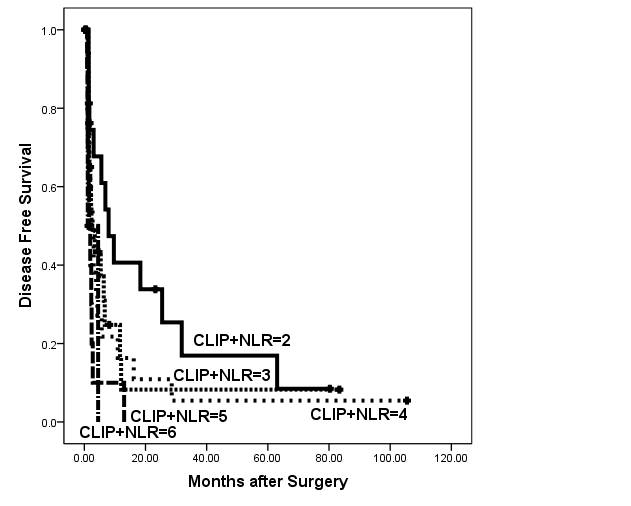 1.0
0.8
0.6
0.4
0.2
0.0
Disease Free Survival
CLIP+NLR=2
CLIP+NLR=3
CLIP+NLR=5
CLIP+NLR=4
CLIP+NLR=6
0.00 20.00 40.00 60.00 80.00 100.00 120.00
Months after Surgery